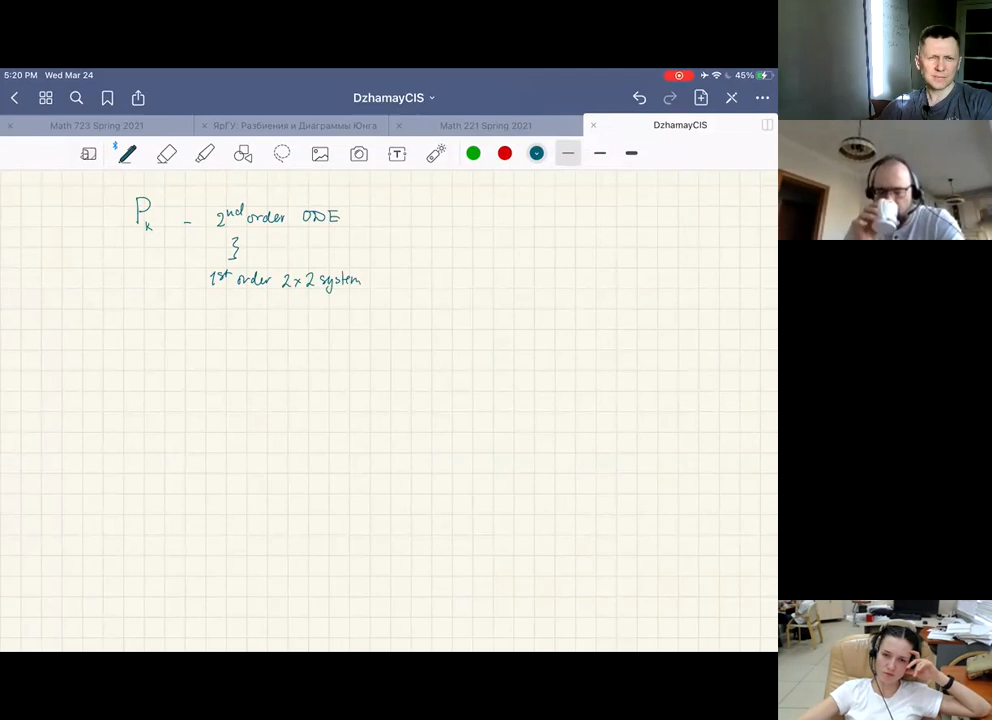 5:20 PM Wed Mar 24
45%
DzhamayCIS
Math 723 Spring 2021
ЯрГУ: Разбиения и Диаграммы Юнга
Math 221 Spring 2021
DzhamayCIS
T
P_k - 2nd order ODE
1st order 2×2 system